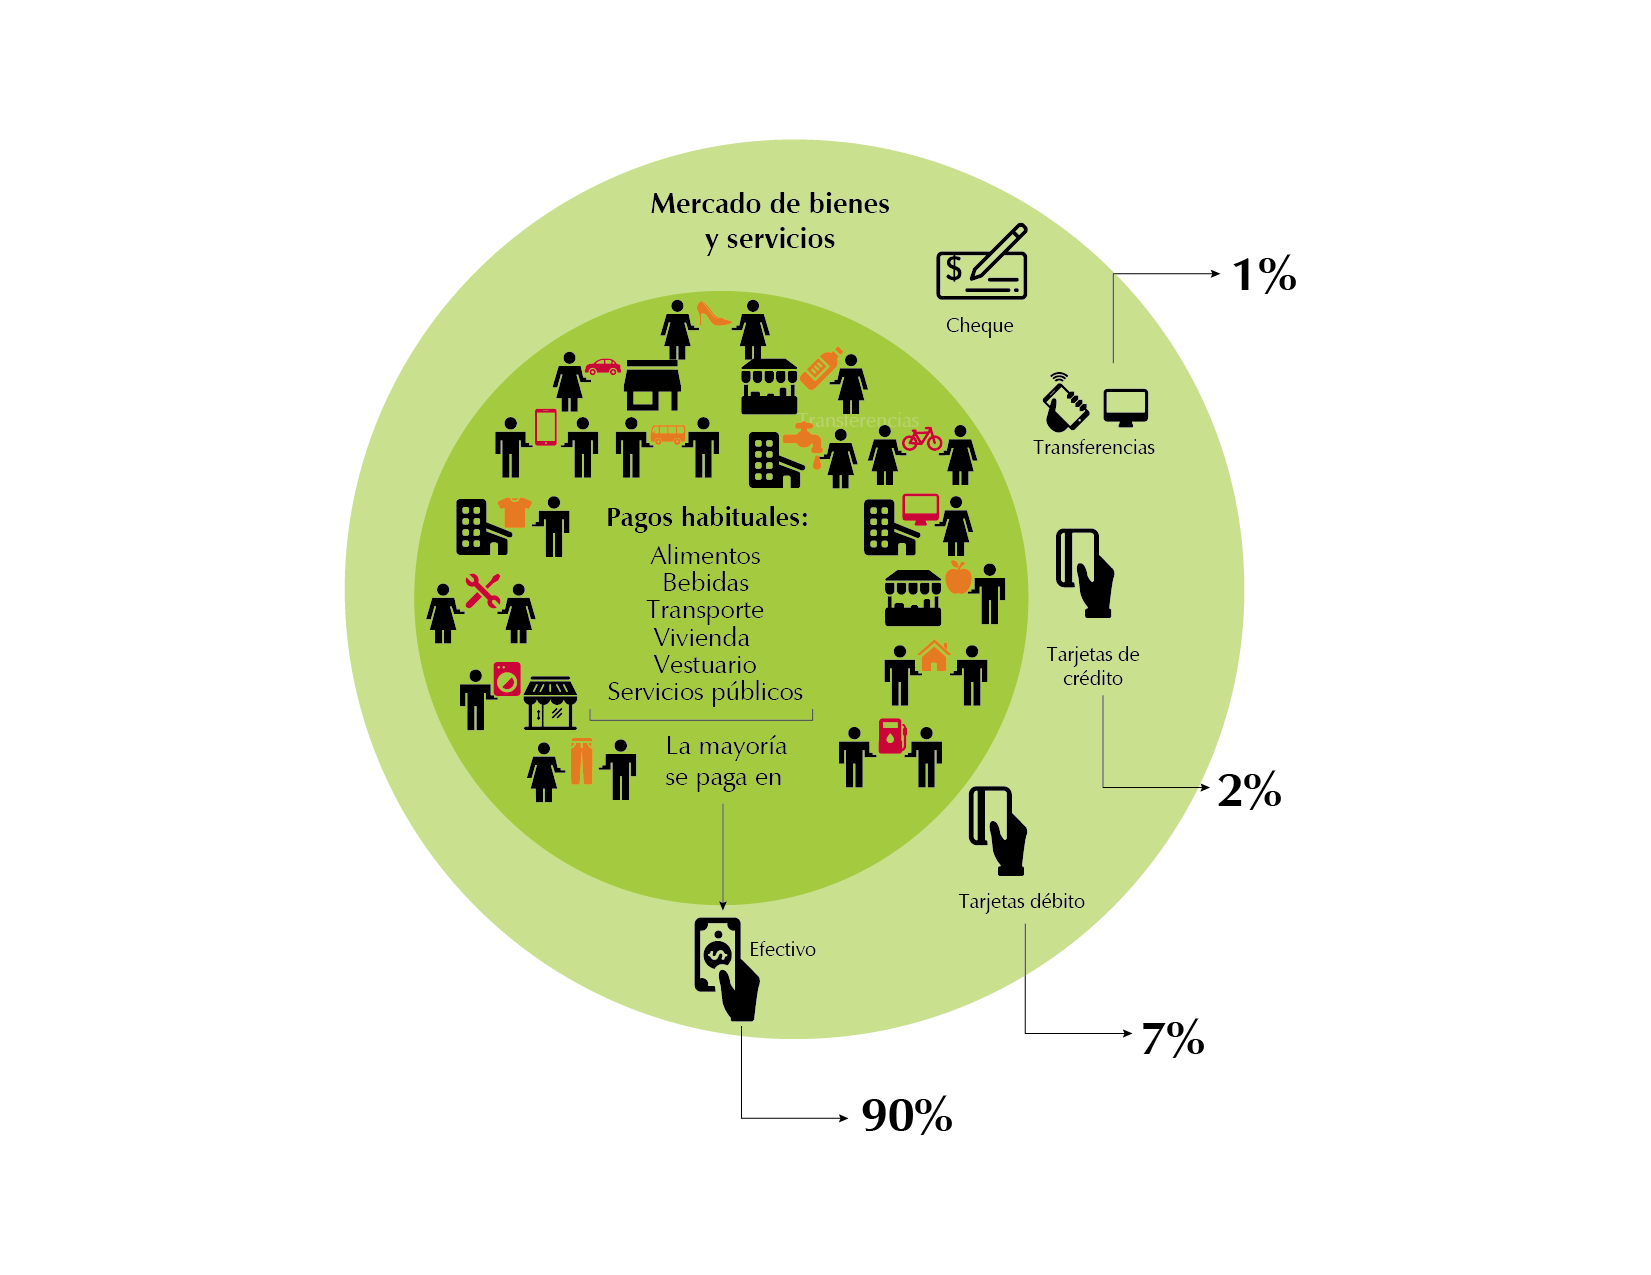 Mercado de bienes
y servicios
$
Cheque
1%
Transferencias
Transferencias
Pagos habituales:
Alimentos
Bebidas
Transporte
Vivienda
Vestuario
Servicios públicos
La mayoría
se paga en
Tarjetas de
crédito
2%
Tarjetas débito
7%
$
Efectivo
90%